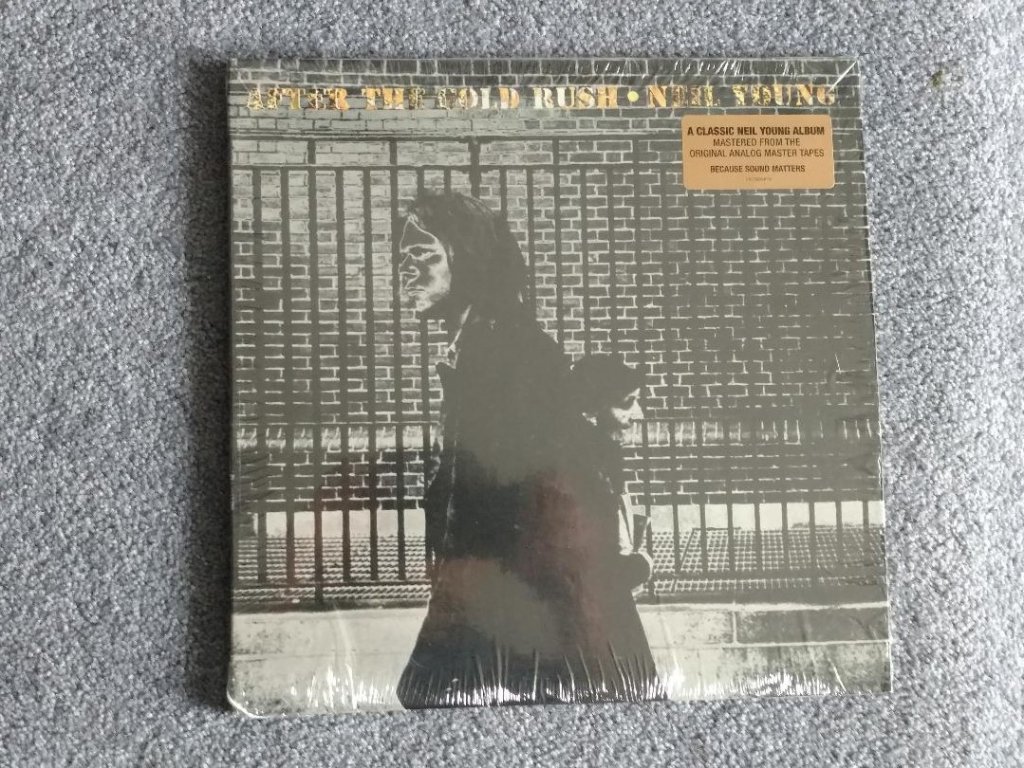 AFTER THE GOLD RUSH • NEIL YOUNG
A CLASSIC NEIL YOUNG ALBUM
MASTERED FROM THE
ORIGINAL ANALOG MASTER TAPES
BECAUSE SOUND MATTERS